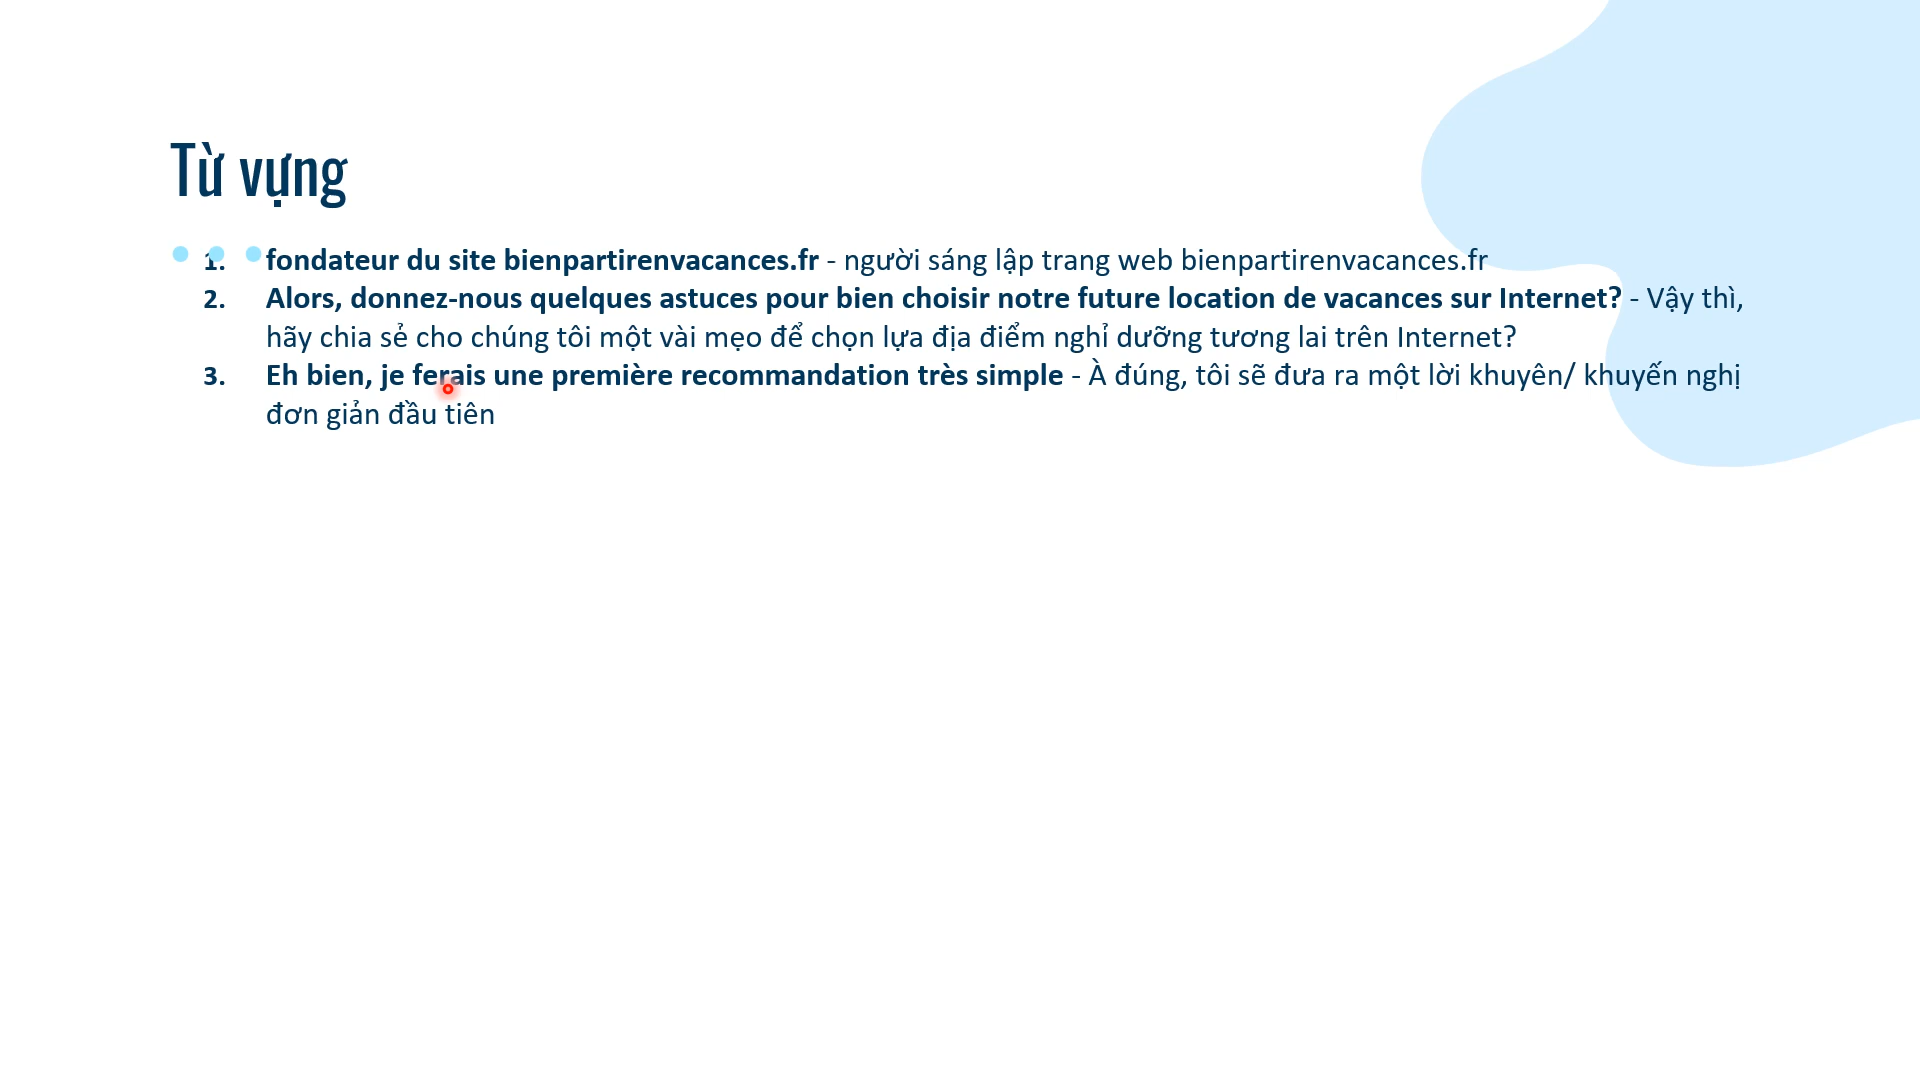 Từ vựng
1. fondateur du site bienpartirenvacances.fr - người sáng lập trang web bienpartirenvacances.fr
2. Alors, donnez-nous quelques astuces pour bien choisir notre future location de vacances sur Internet? - Vậy thì,
hãy chia sẻ cho chúng tôi một vài mẹo để chọn lựa địa điểm nghỉ dưỡng tương lai trên Internet?
3. Eh bien, je ferais une première recommandation très simple - À đúng, tôi sẽ đưa ra một lời khuyên/ khuyến nghị
đơn giản đầu tiên